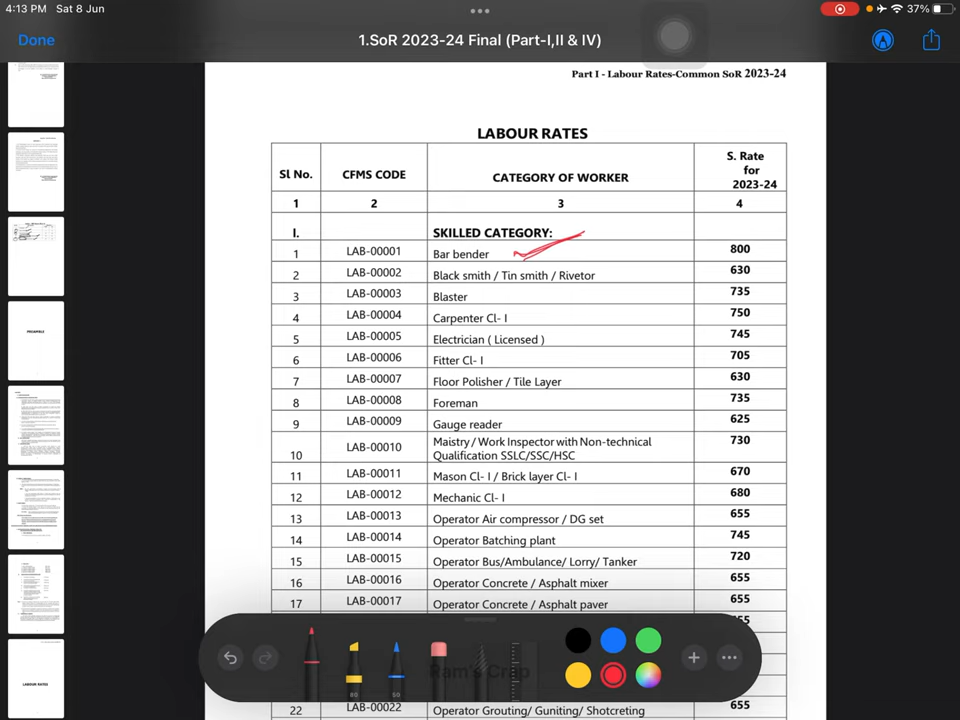 4:13 PM Sat 8 Jun
37%
Done
1.SoR 2023-24 Final (Part-I,II & IV)
Part I - Labour Rates-Common SoR 2023-24
LABOUR RATES
Sl No. CFMS CODE CATEGORY OF WORKER S. Rate for 2023-24
1 2 3 4
I. SKILLED CATEGORY:
1 LAB-00001 Bar bender 800
2 LAB-00002 Black smith / Tin smith / Rivetor 630
3 LAB-00003 Blaster 735
4 LAB-00004 Carpenter Cl- I 750
5 LAB-00005 Electrician ( Licensed ) 745
6 LAB-00006 Fitter Cl- I 705
7 LAB-00007 Floor Polisher / Tile Layer 630
8 LAB-00008 Foreman 735
9 LAB-00009 Gauge reader 625
10 LAB-00010 Maistry / Work Inspector with Non-technical Qualification SSLC/SSC/HSC 730
11 LAB-00011 Mason Cl- I / Brick layer Cl- I 670
12 LAB-00012 Mechanic Cl- I 680
13 LAB-00013 Operator Air compressor / DG set 655
14 LAB-00014 Operator Batching plant 745
15 LAB-00015 Operator Bus/Ambulance/ Lorry/ Tanker 720
16 LAB-00016 Operator Concrete / Asphalt mixer 655
17 LAB-00017 Operator Concrete / Asphalt paver 655
80 50
22 LAB-00022 Operator Grouting/ Guniting/ Shotcreting 655
LABOUR RATES